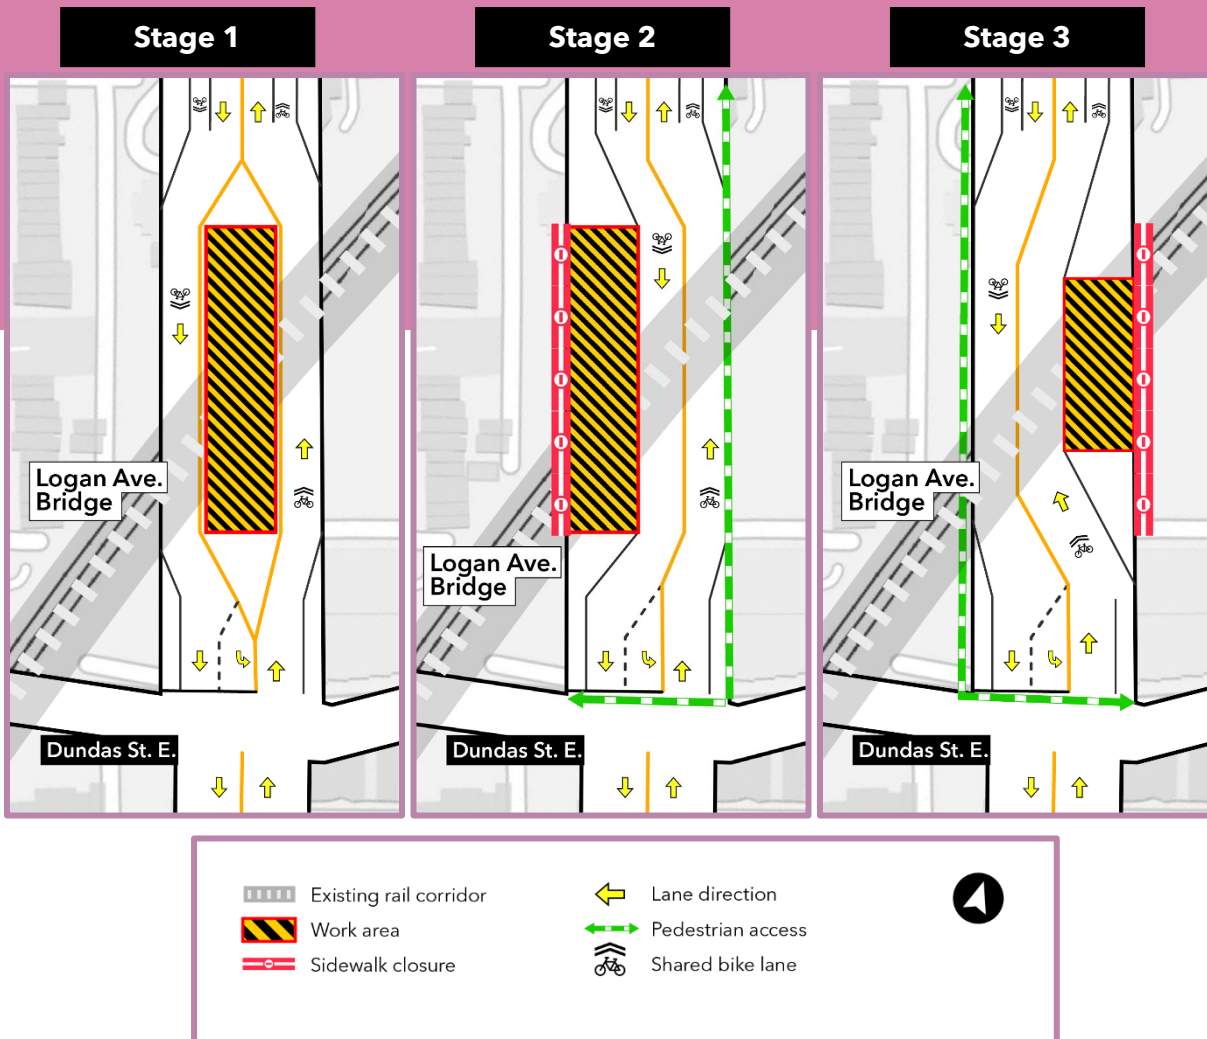 Stage 1
Stage 2
Stage 3
Logan Ave.
Bridge
Logan Ave.
Bridge
Logan Ave.
Bridge
Dundas St. E.
Dundas St. E.
Dundas St. E.
Existing rail corridor
Work area
Sidewalk closure
Lane direction
Pedestrian access
Shared bike lane